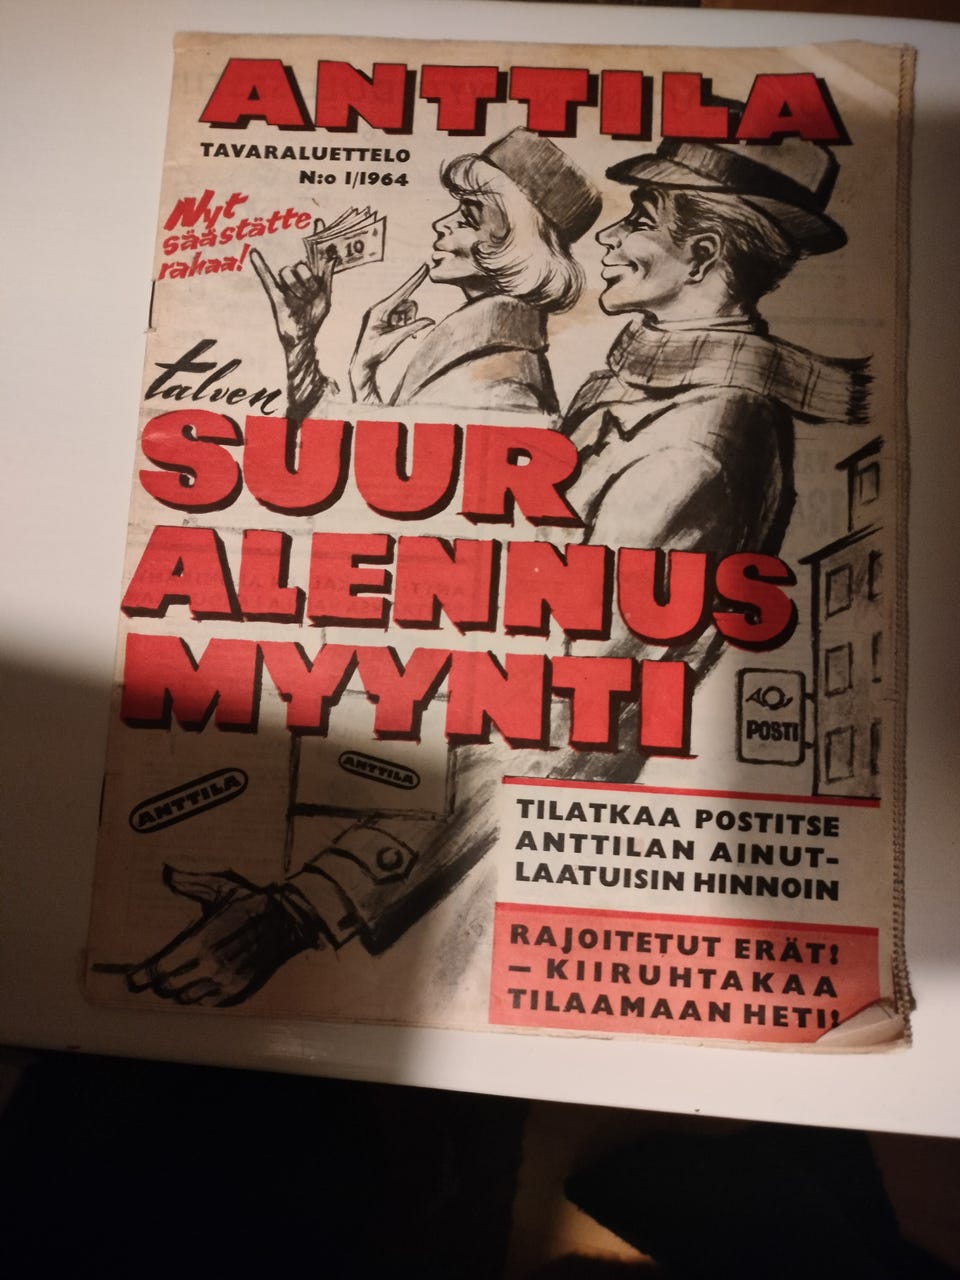 ANTTILA
TAVARALUETTELO
N:o 1/1964
Nyt
säästätte
rahaa!
10
talven
SUUR
ALENNUS
MYYNTI
POSTI
ANTTILA
ANTTILA
TILATKAA POSTITSE
ANTTILAN AINUT-
LAATUISIN HINNOIN
RAJOITETUT ERÄT!
– KIIRUHTAKAA
TILAAMAAN HETI!